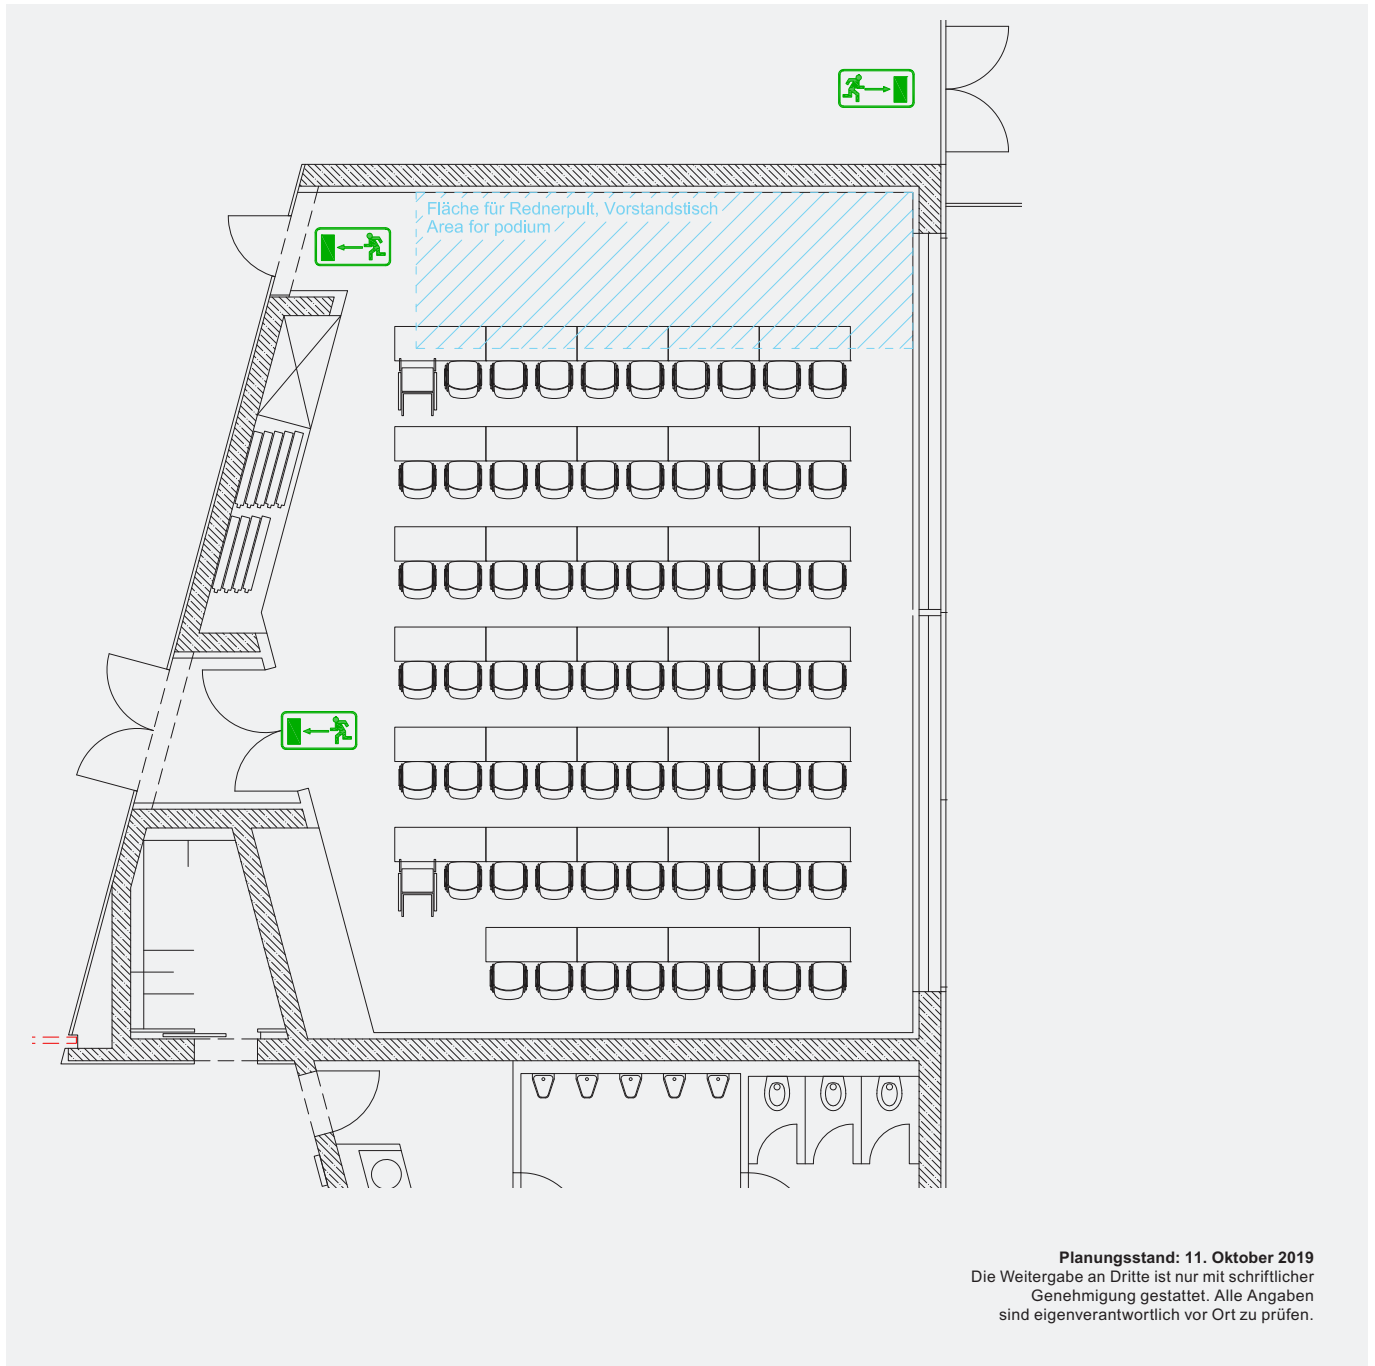 Fläche für Rednerpult, Vorstandstisch
Area for podium
Planungsstand: 11. Oktober 2019
Die Weitergabe an Dritte ist nur mit schriftlicher
Genehmigung gestattet. Alle Angaben
sind eigenverantwortlich vor Ort zu prüfen.